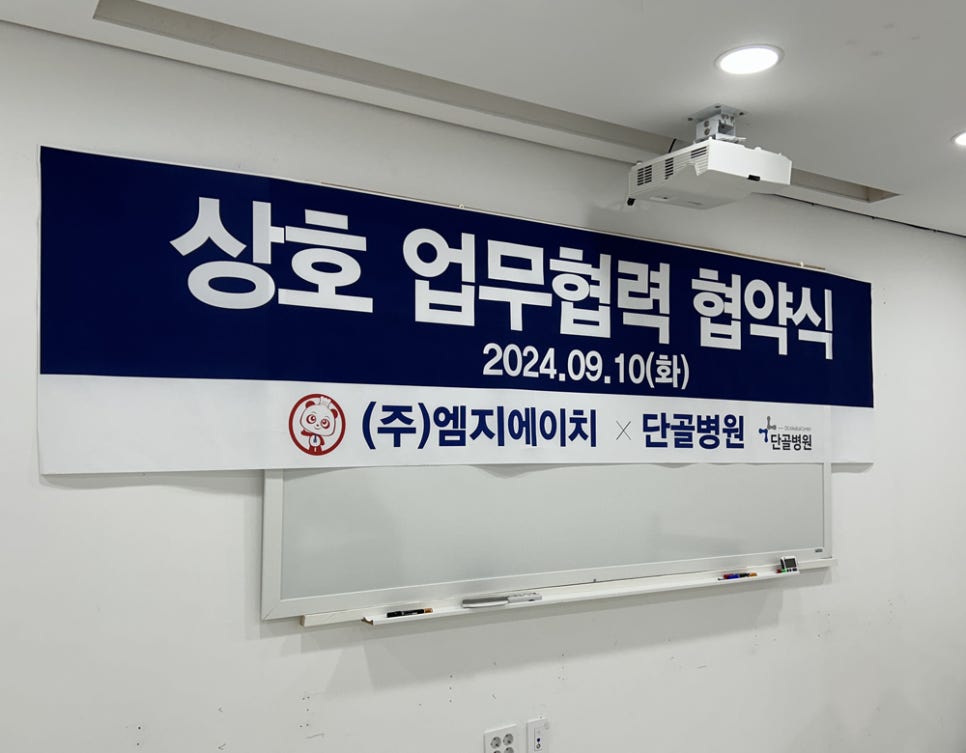 상호 업무협력 협약식
2024.09.10(화)
(주)엠지에이치 × 단골병원
단골병원